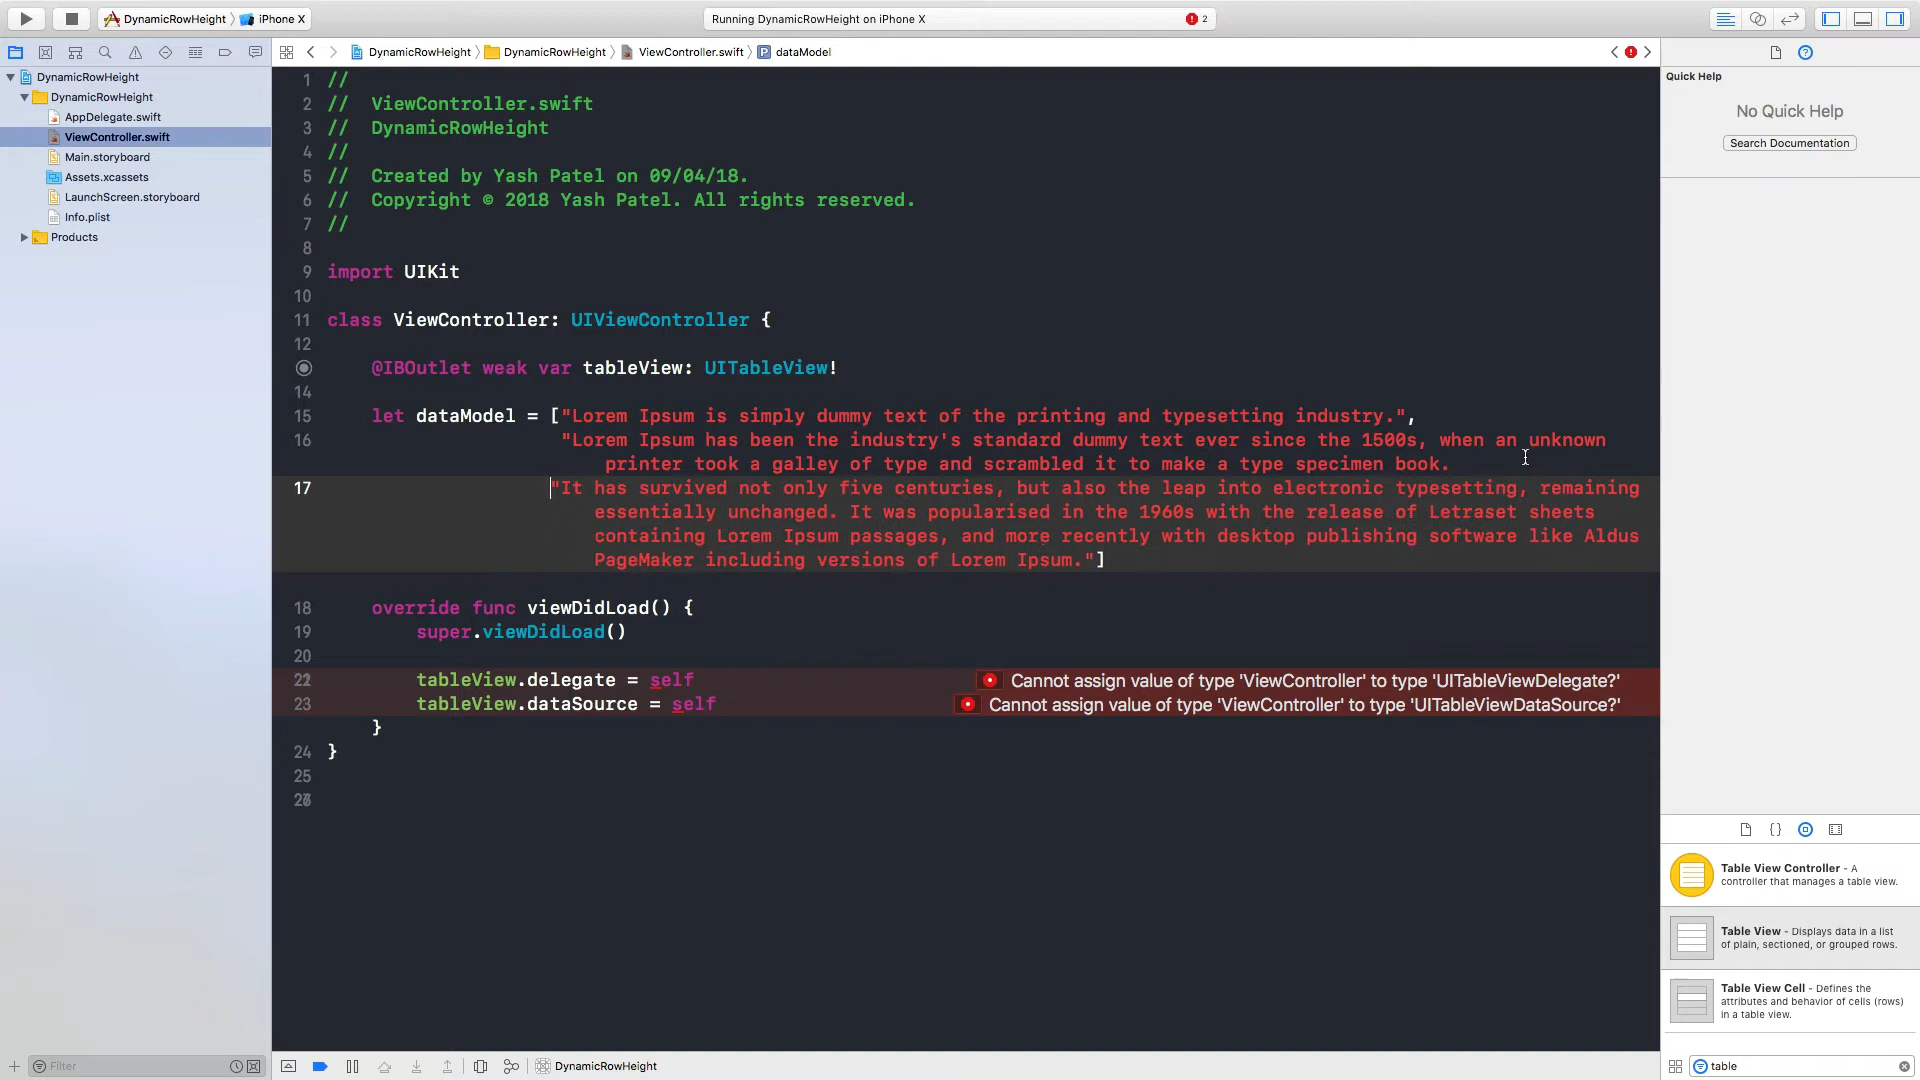 DynamicRowHeight
iPhone X
Running DynamicRowHeight on iPhone X
2
DynamicRowHeight
DynamicRowHeight
ViewController.swift
dataModel
Quick Help
No Quick Help
Search Documentation
DynamicRowHeight
DynamicRowHeight
AppDelegate.swift
ViewController.swift
Main.storyboard
Assets.xcassets
LaunchScreen.storyboard
Info.plist
Products
1 //
2 // ViewController.swift
3 // DynamicRowHeight
4 //
5 // Created by Yash Patel on 09/04/18.
6 // Copyright © 2018 Yash Patel. All rights reserved.
7 //
8
9 import UIKit
10
11 class ViewController: UIViewController {
12
@IBOutlet weak var tableView: UITableView!
14
15 let dataModel = ["Lorem Ipsum is simply dummy text of the printing and typesetting industry.",
16 "Lorem Ipsum has been the industry's standard dummy text ever since the 1500s, when an unknown
printer took a galley of type and scrambled it to make a type specimen book.
17 "It has survived not only five centuries, but also the leap into electronic typesetting, remaining
essentially unchanged. It was popularised in the 1960s with the release of Letraset sheets
containing Lorem Ipsum passages, and more recently with desktop publishing software like Aldus
PageMaker including versions of Lorem Ipsum."]
18 override func viewDidLoad() {
19 super.viewDidLoad()
20
tableView.delegate = self Cannot assign value of type 'ViewController' to type 'UITableViewDelegate?'
23 tableView.dataSource = self Cannot assign value of type 'ViewController' to type 'UITableViewDataSource?'
}
24 }
25
Table View Controller - A
controller that manages a table view.
Table View - Displays data in a list
of plain, sectioned, or grouped rows.
Table View Cell - Defines the
attributes and behavior of cells (rows)
in a table view.
Filter
DynamicRowHeight
table